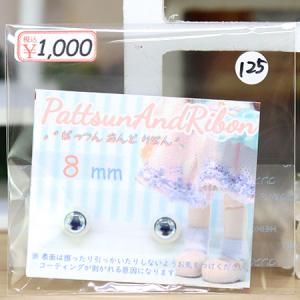 税込
¥1,000
125
PattsunAndRibon
ぱっつん あんど りぼん
8 mm
※ 表面は擦ったり引っかいたりしないようお気をつけくだ
コーティングが剥がれる原因になります